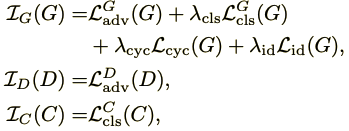 ℐ_G(G) = ℒ^G_adv(G) + λ_cls ℒ^G_cls(G)
+ λ_cyc ℒ_cyc(G) + λ_id ℒ_id(G),
ℐ_D(D) = ℒ^D_adv(D),
ℐ_C(C) = ℒ^C_cls(C),